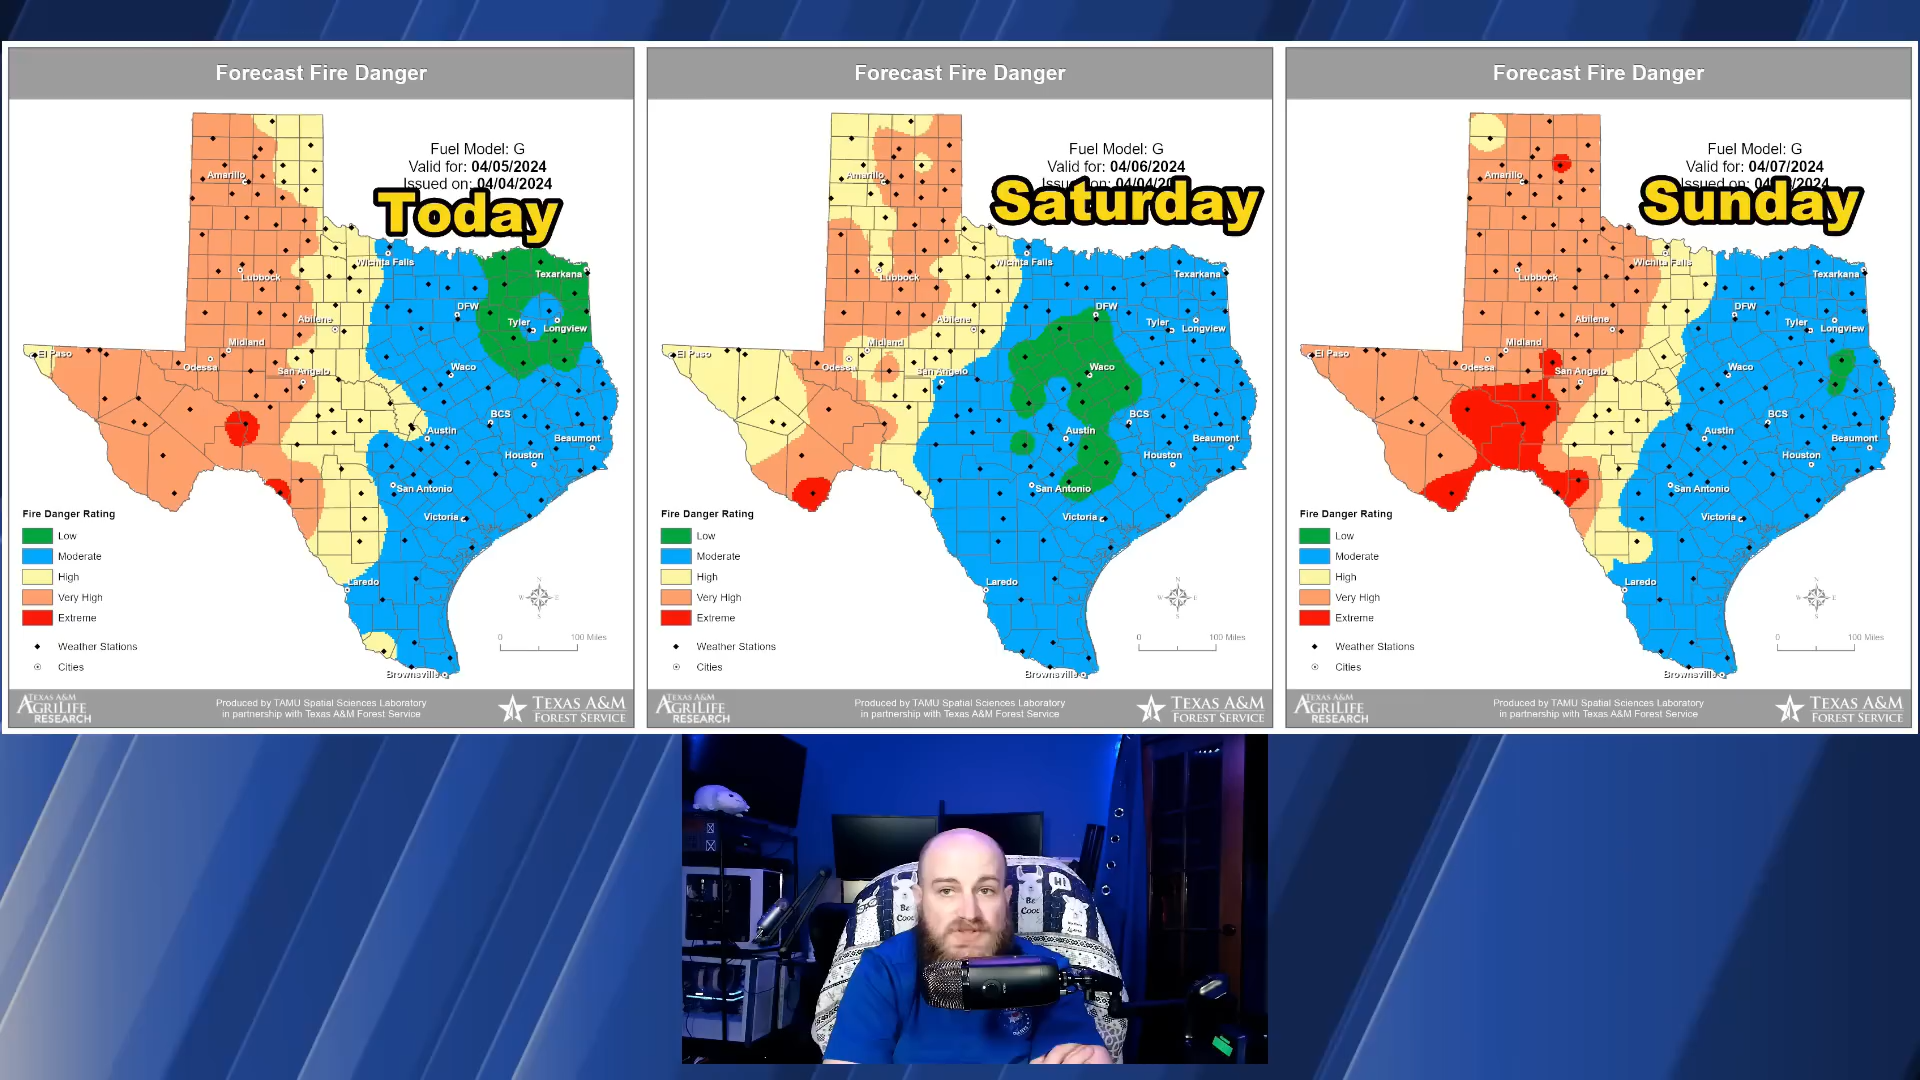 Forecast Fire Danger
Fuel Model: G
Valid for: 04/05/2024
Issued on: 04/04/2024
Today
Amarillo
Lubbock
Wichita Falls
Texarkana
DFW
Tyler
Longview
Abilene
Midland
El Paso
Odessa
San Angelo
Waco
BCS
Austin
Beaumont
Houston
San Antonio
Victoria
Laredo
Brownsville
Fire Danger Rating
Low
Moderate
High
Very High
Extreme
Weather Stations
Cities
N
W E
S
0 100 Miles
TEXAS A&M
AGRILIFE
RESEARCH
Produced by TAMU Spatial Sciences Laboratory
in partnership with Texas A&M Forest Service
TEXAS A&M
FOREST SERVICE
Forecast Fire Danger
Fuel Model: G
Valid for: 04/06/2024
Saturday
Amarillo
Lubbock
Wichita Falls
Texarkana
DFW
Tyler
Longview
Abilene
Midland
El Paso
Odessa
San Angelo
Waco
BCS
Austin
Beaumont
Houston
San Antonio
Victoria
Laredo
Brownsville
Fire Danger Rating
Low
Moderate
High
Very High
Extreme
Weather Stations
Cities
N
W E
S
0 100 Miles
TEXAS A&M
AGRILIFE
RESEARCH
Produced by TAMU Spatial Sciences Laboratory
in partnership with Texas A&M Forest Service
TEXAS A&M
FOREST SERVICE
Forecast Fire Danger
Fuel Model: G
Valid for: 04/07/2024
Sunday
Amarillo
Lubbock
Wichita Falls
Texarkana
DFW
Tyler
Longview
Abilene
Midland
El Paso
Odessa
San Angelo
Waco
BCS
Austin
Beaumont
Houston
San Antonio
Victoria
Laredo
Brownsville
Fire Danger Rating
Low
Moderate
High
Very High
Extreme
Weather Stations
Cities
N
W E
S
0 100 Miles
TEXAS A&M
AGRILIFE
RESEARCH
Produced by TAMU Spatial Sciences Laboratory
in partnership with Texas A&M Forest Service
TEXAS A&M
FOREST SERVICE
BE
COOL
BE
COOL
HI